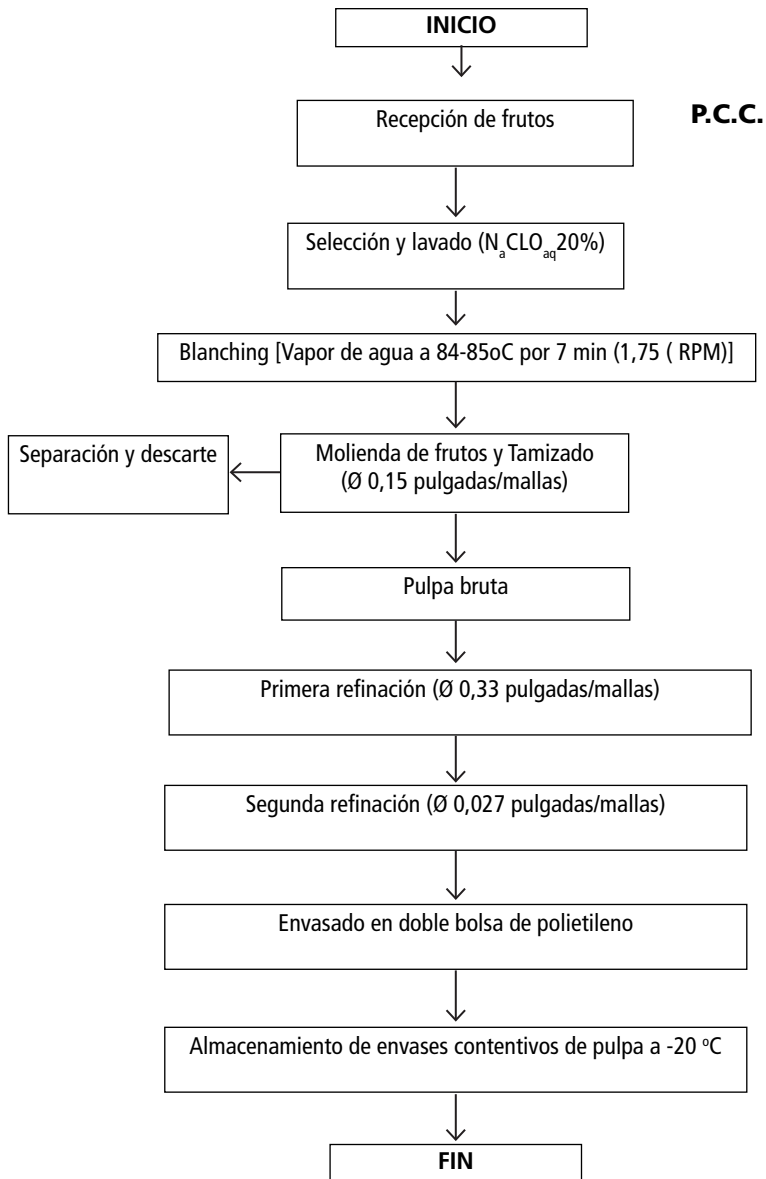 INICIO
Recepción de frutos
P.C.C.
Selección y lavado (NaCLOaq20%)
Blanching [Vapor de agua a 84-85oC por 7 min (1,75 ( RPM)]
Separación y descarte
Molienda de frutos y Tamizado
(Ø 0,15 pulgadas/mallas)
Pulpa bruta
Primera refinación (Ø 0,33 pulgadas/mallas)
Segunda refinación (Ø 0,027 pulgadas/mallas)
Envasado en doble bolsa de polietileno
Almacenamiento de envases contentivos de pulpa a -20 ºC
FIN